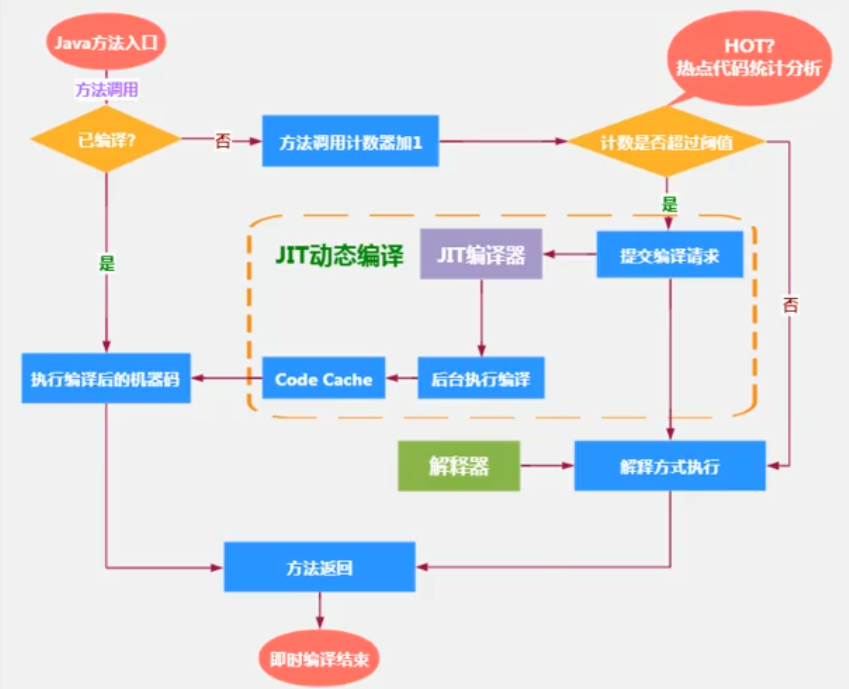 Java方法入口
HOT?
热点代码统计分析
方法调用
已编译?
否
方法调用计数器加1
计数是否超过阈值
是
JIT动态编译
JIT编译器
提交编译请求
是
否
执行编译后的机器码
Code Cache
后台执行编译
解释器
解释方式执行
方法返回
即时编译结束